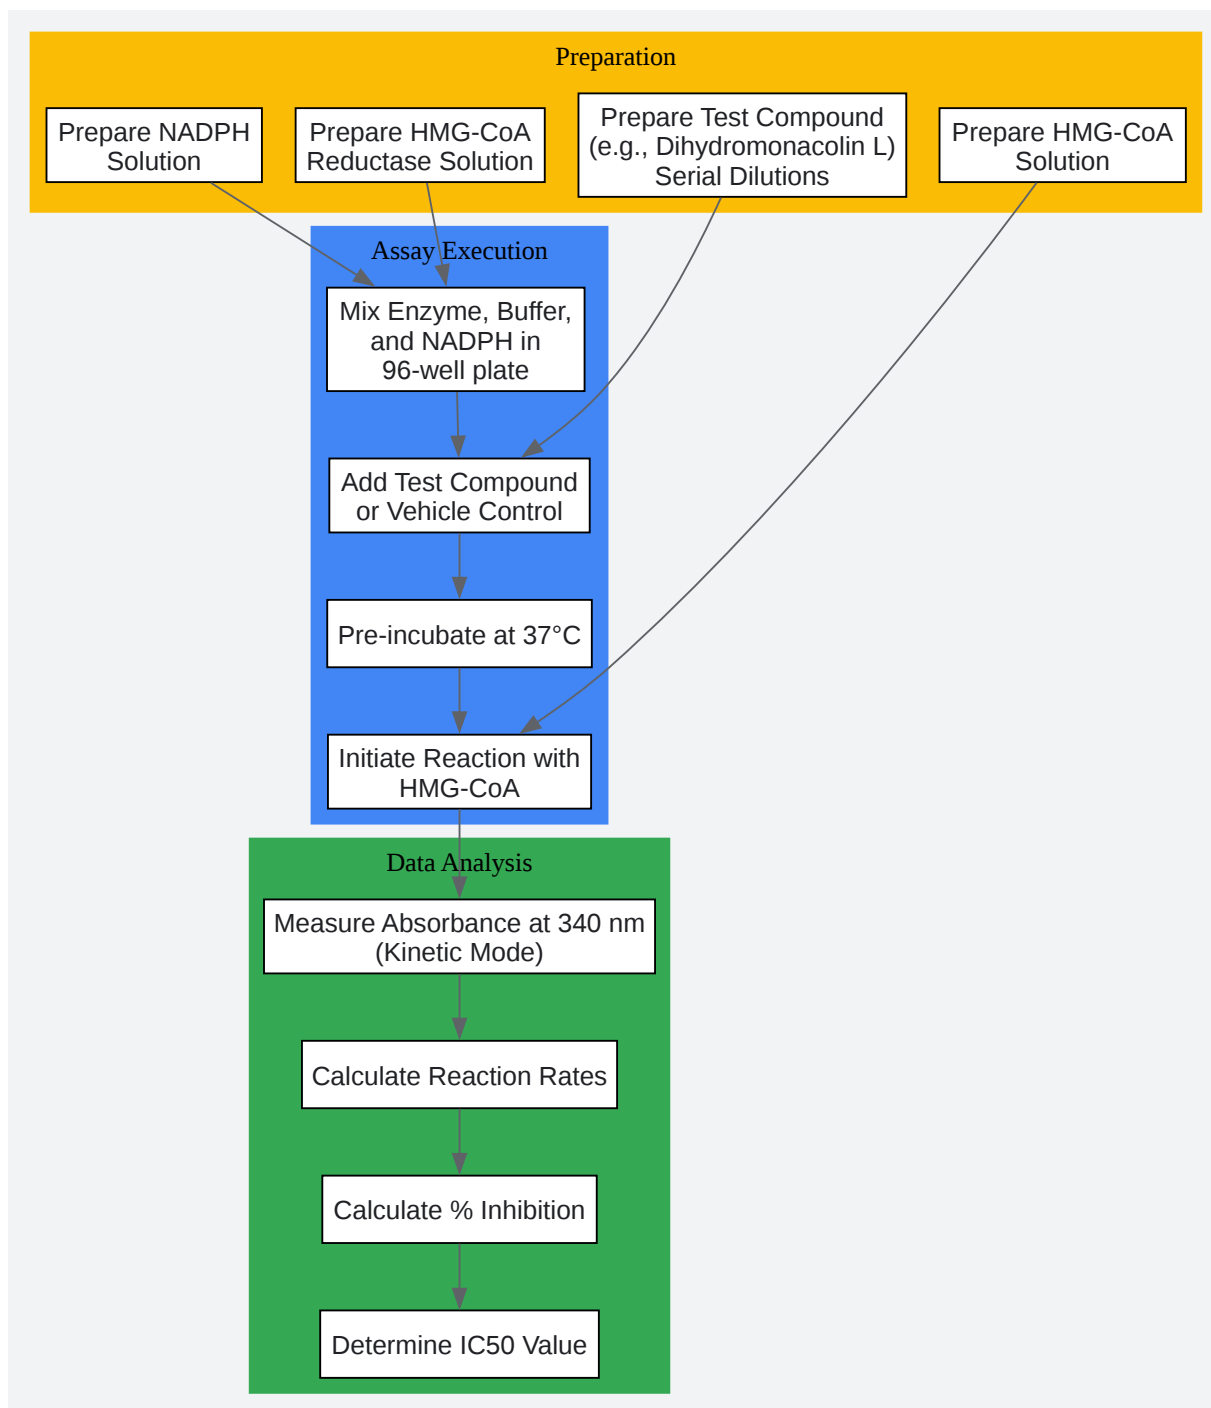 Preparation
Prepare NADPH
Solution
Prepare HMG-CoA
Reductase Solution
Prepare Test Compound
(e.g., Dihydromonacolin L)
Serial Dilutions
Prepare HMG-CoA
Solution
Assay Execution
Mix Enzyme, Buffer,
and NADPH in
96-well plate
Add Test Compound
or Vehicle Control
Pre-incubate at 37°C
Initiate Reaction with
HMG-CoA
Data Analysis
Measure Absorbance at 340 nm
(Kinetic Mode)
Calculate Reaction Rates
Calculate % Inhibition
Determine IC50 Value